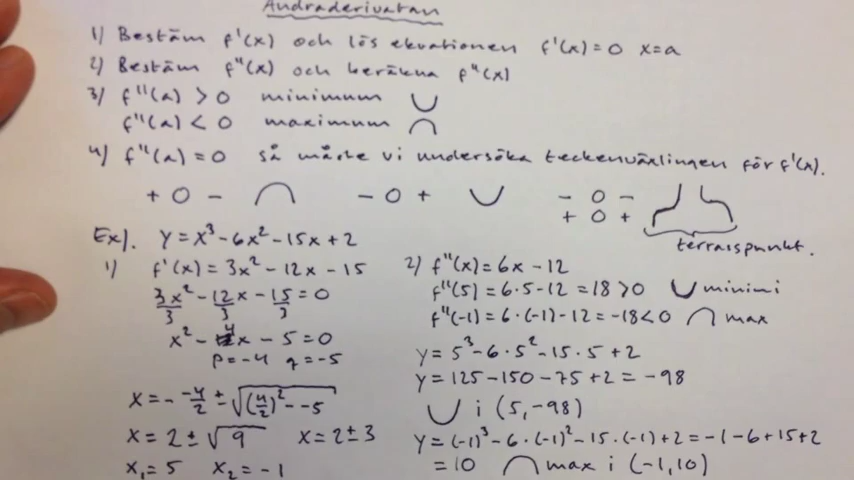 Andraderivatan
1) Bestäm f'(x) och lös ekvationen f'(x)=0 x=a
2) Bestäm f''(x) och beräkna f''(x)
3) f''(a) > 0 minimum
f''(a) < 0 maximum
4) f''(a) = 0 så måste vi undersöka teckenväxlingen för f'(x).
+ 0 − − 0 + − 0 −
+ 0 +
terrasspunkt.
Ex). y = x³ − 6x² − 15x + 2
1) f'(x) = 3x² − 12x − 15
3x²/3 − 12x/3 − 15/3 = 0
x² − 4x − 5 = 0
p = −4 q = −5
x = − −4/2 ± √((4/2)² − −5)
x = 2 ± √9 x = 2 ± 3
x₁ = 5 x₂ = −1
2) f''(x) = 6x − 12
f''(5) = 6·5 − 12 = 18 > 0 minimi
f''(−1) = 6·(−1) − 12 = −18 < 0 max
y = 5³ − 6·5² − 15·5 + 2
y = 125 − 150 − 75 + 2 = −98
i (5, −98)
y = (−1)³ − 6·(−1)² − 15·(−1) + 2 = −1 − 6 + 15 + 2
= 10 max i (−1, 10)